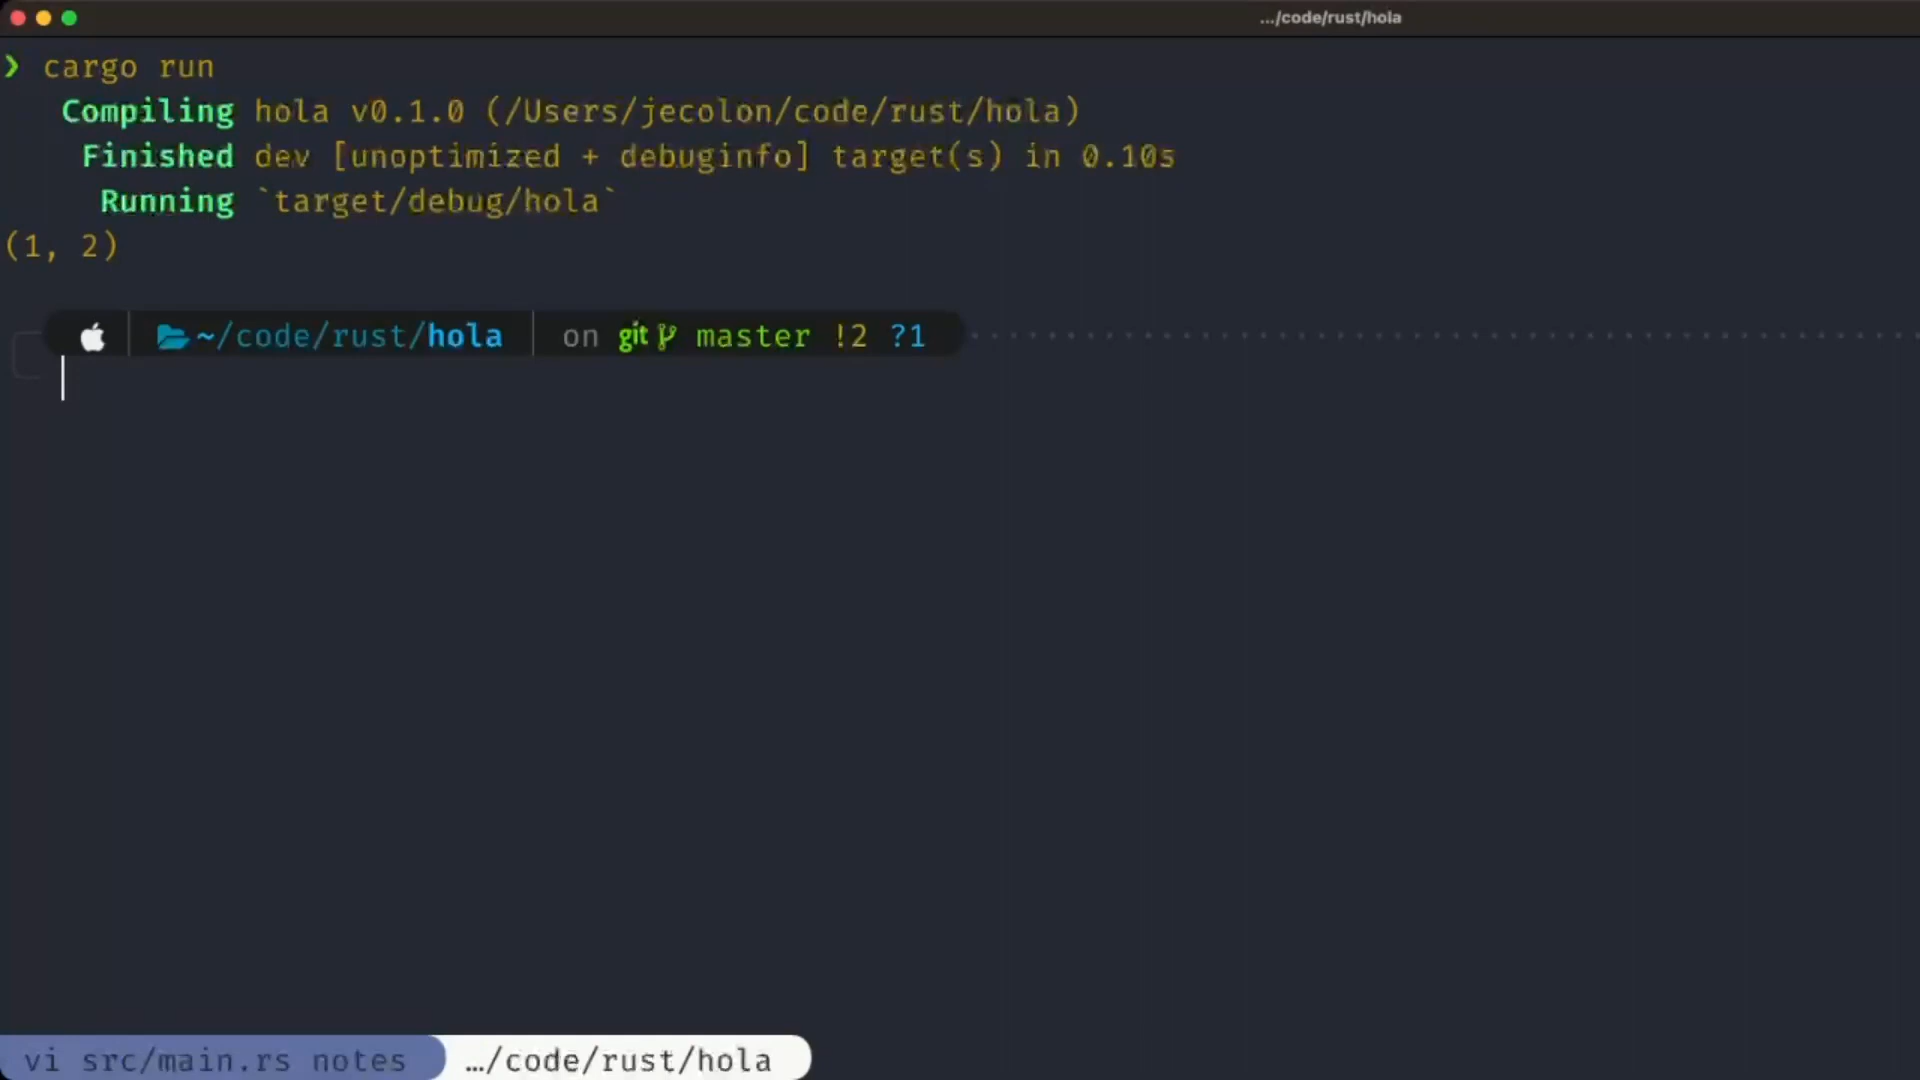 .../code/rust/hola
❯ cargo run
Compiling hola v0.1.0 (/Users/jecolon/code/rust/hola)
Finished dev [unoptimized + debuginfo] target(s) in 0.10s
Running `target/debug/hola`
(1, 2)
~/code/rust/hola on git master !2 ?1
vi src/main.rs notes …/code/rust/hola